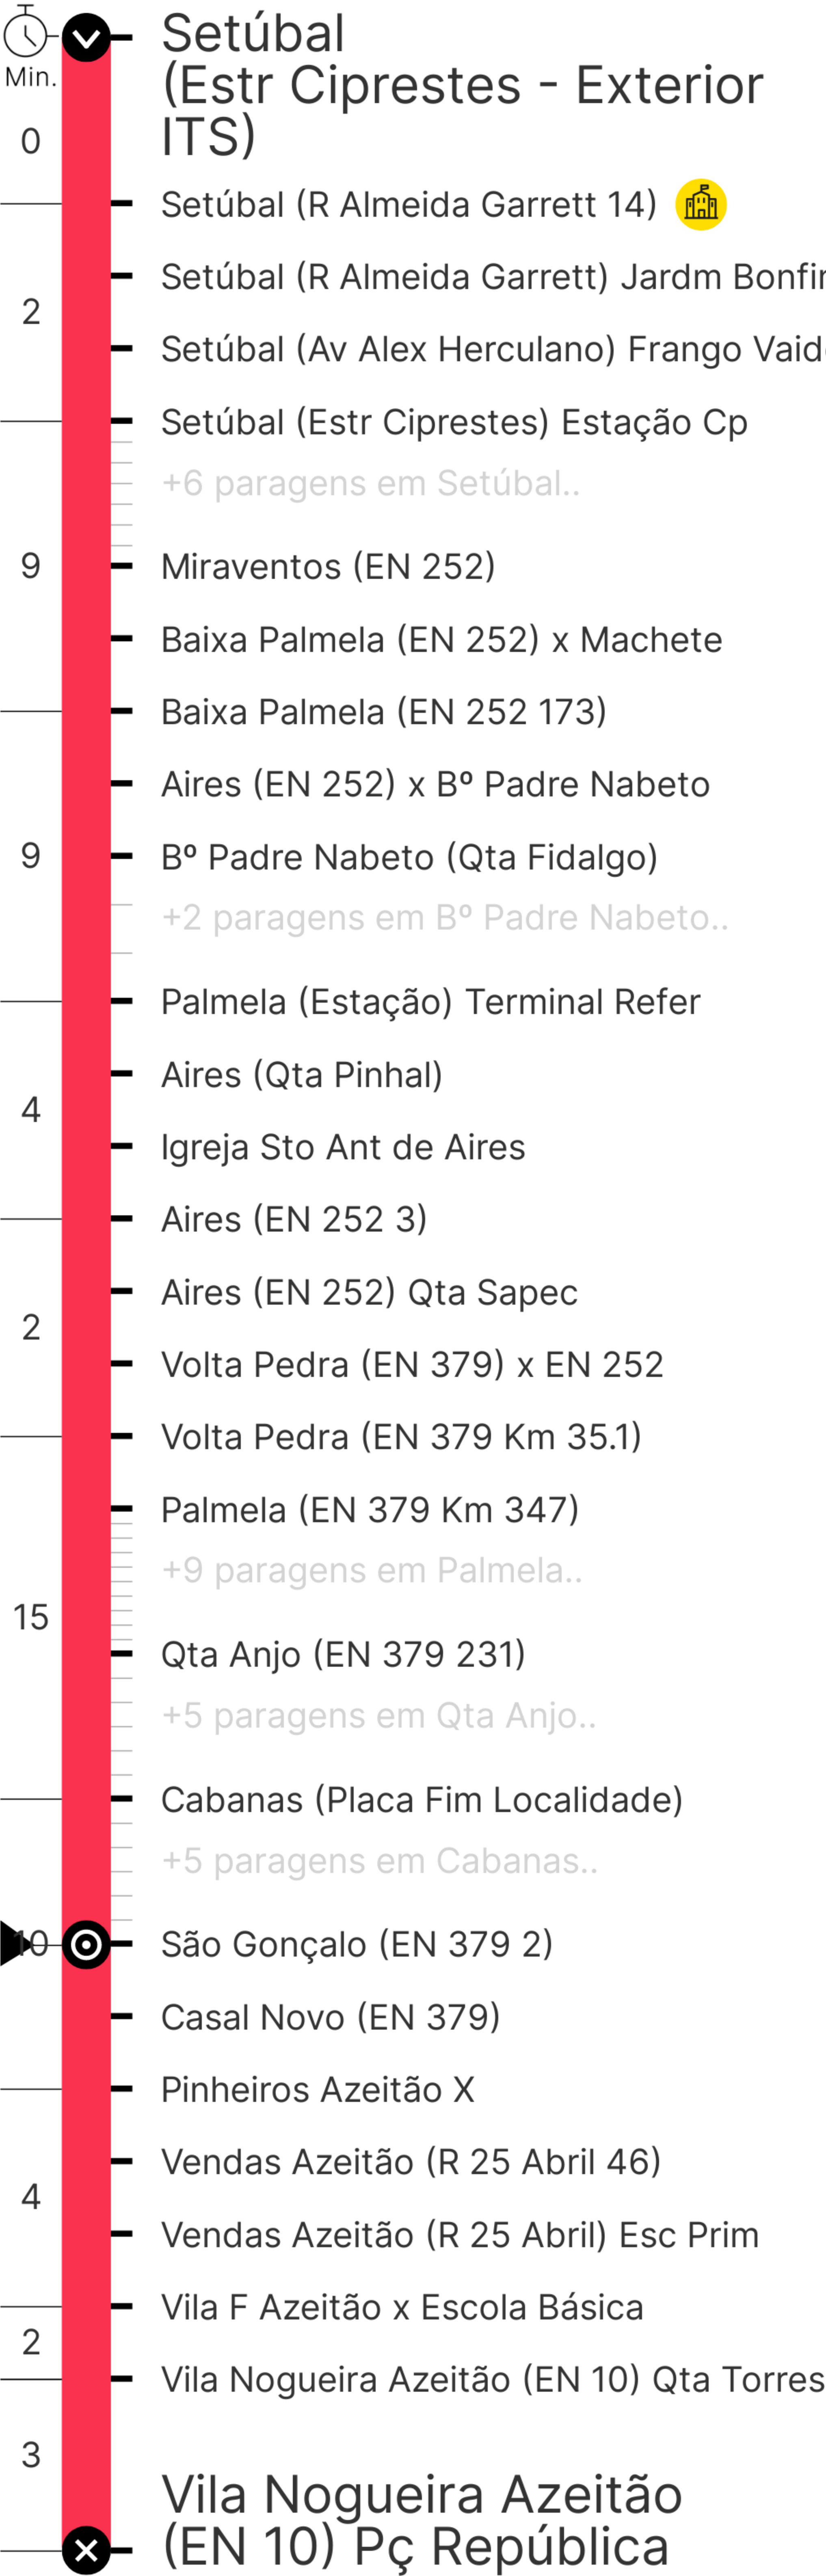 Min.
Setúbal
(Estr Ciprestes - Exterior
ITS)
0
Setúbal (R Almeida Garrett 14)
Setúbal (R Almeida Garrett) Jardm Bonfi
2
Setúbal (Av Alex Herculano) Frango Vaid
Setúbal (Estr Ciprestes) Estação Cp
+6 paragens em Setúbal..
9
Miraventos (EN 252)
Baixa Palmela (EN 252) x Machete
Baixa Palmela (EN 252 173)
Aires (EN 252) x Bº Padre Nabeto
9
Bº Padre Nabeto (Qta Fidalgo)
+2 paragens em Bº Padre Nabeto..
Palmela (Estação) Terminal Refer
Aires (Qta Pinhal)
4
Igreja Sto Ant de Aires
Aires (EN 252 3)
Aires (EN 252) Qta Sapec
2
Volta Pedra (EN 379) x EN 252
Volta Pedra (EN 379 Km 35.1)
Palmela (EN 379 Km 347)
+9 paragens em Palmela..
15
Qta Anjo (EN 379 231)
+5 paragens em Qta Anjo..
Cabanas (Placa Fim Localidade)
+5 paragens em Cabanas..
10
São Gonçalo (EN 379 2)
Casal Novo (EN 379)
Pinheiros Azeitão X
Vendas Azeitão (R 25 Abril 46)
4
Vendas Azeitão (R 25 Abril) Esc Prim
Vila F Azeitão x Escola Básica
2
Vila Nogueira Azeitão (EN 10) Qta Torres
3
Vila Nogueira Azeitão
(EN 10) Pç República